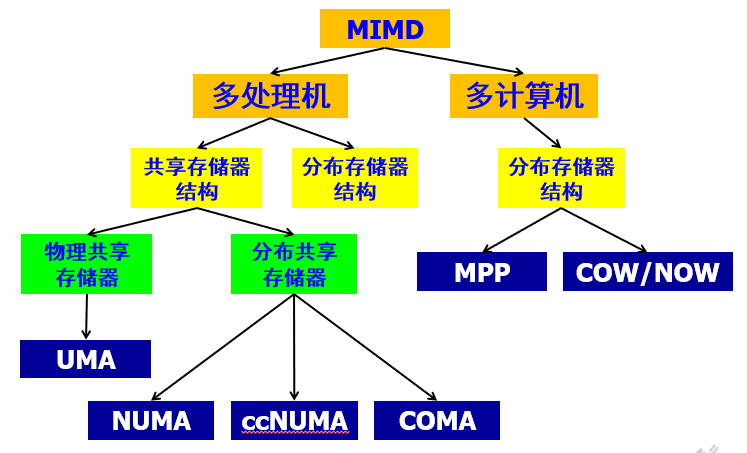 MIMD
多处理机
多计算机
共享存储器
结构
分布存储器
结构
分布存储器
结构
物理共享
存储器
分布共享
存储器
MPP
COW/NOW
UMA
NUMA
ccNUMA
COMA